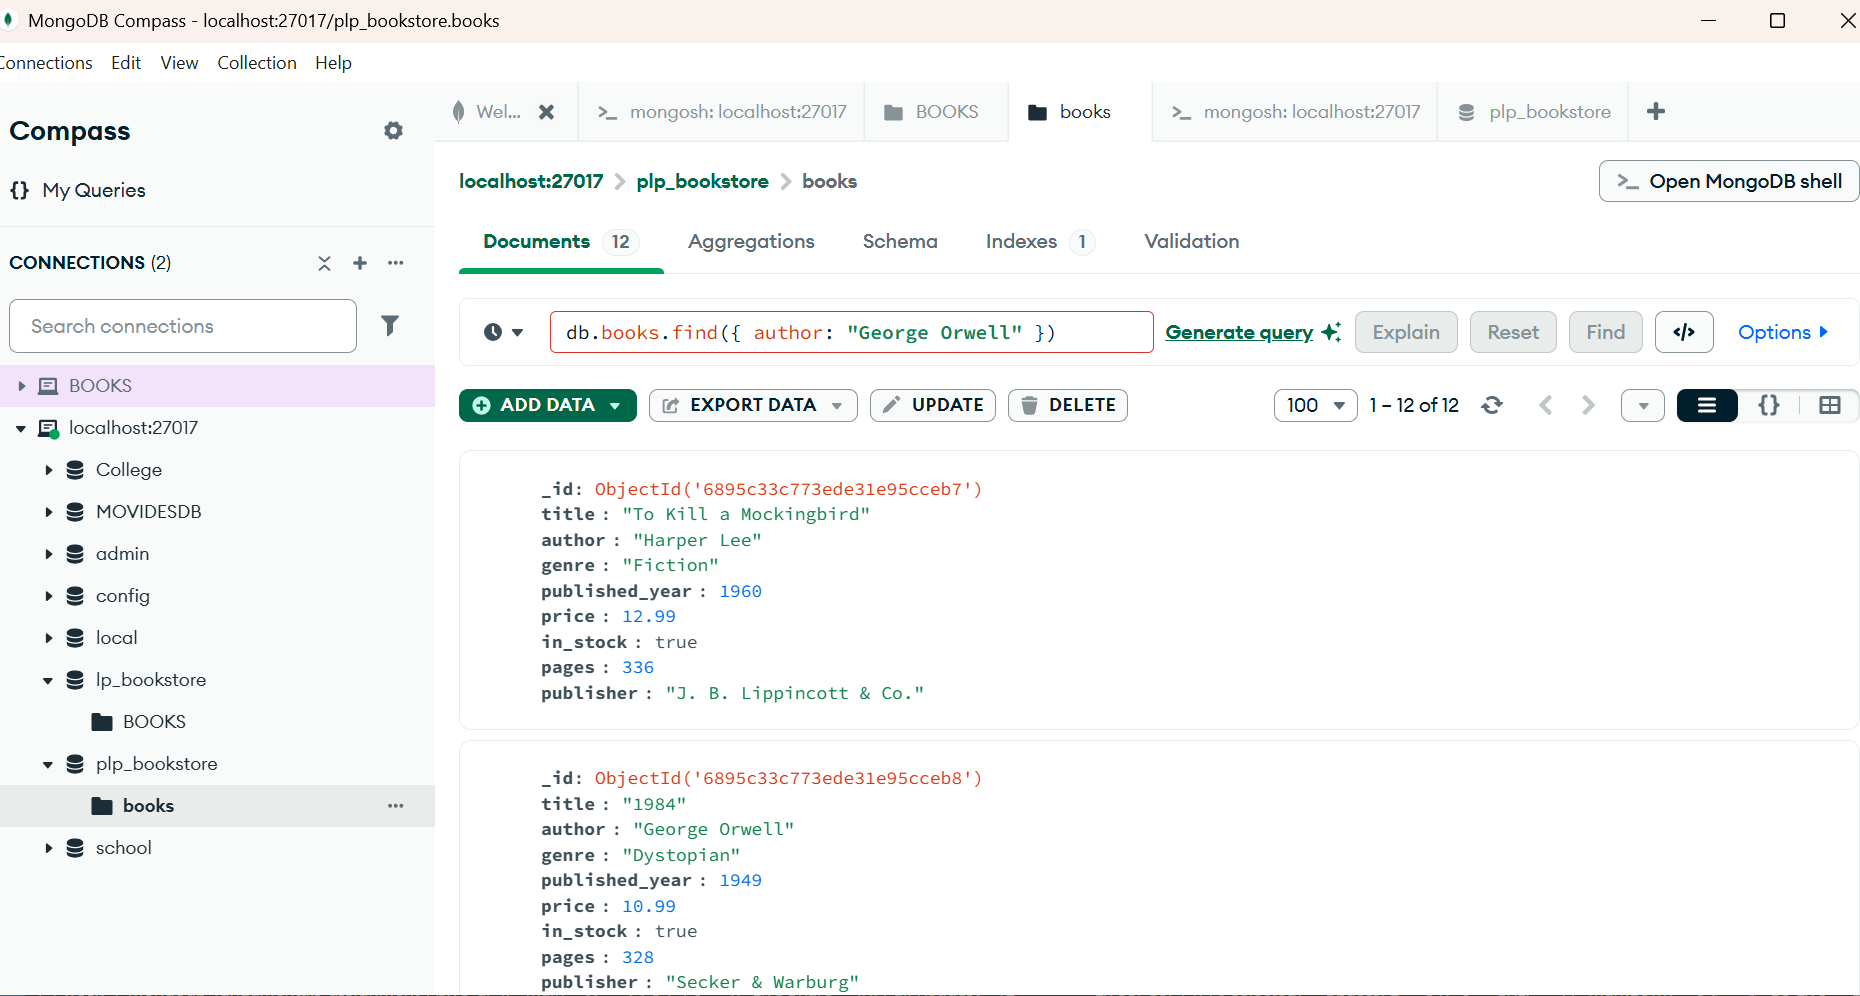 MongoDB Compass - localhost:27017/plp_bookstore.books
Connections Edit View Collection Help
Compass
{} My Queries
CONNECTIONS (2)
Search connections
BOOKS
localhost:27017
College
MOVIDESDB
admin
config
local
lp_bookstore
BOOKS
plp_bookstore
books
school
Wel... mongosh: localhost:27017 BOOKS books mongosh: localhost:27017 plp_bookstore
localhost:27017 > plp_bookstore > books
>_ Open MongoDB shell
Documents 12 Aggregations Schema Indexes 1 Validation
db.books.find({ author: "George Orwell" }) Generate query Explain Reset Find </> Options
ADD DATA EXPORT DATA UPDATE DELETE 100 1 – 12 of 12 {}
_id: ObjectId('6895c33c773ede31e95cceb7')
title : "To Kill a Mockingbird"
author : "Harper Lee"
genre : "Fiction"
published_year : 1960
price : 12.99
in_stock : true
pages : 336
publisher : "J. B. Lippincott & Co."
_id: ObjectId('6895c33c773ede31e95cceb8')
title : "1984"
author : "George Orwell"
genre : "Dystopian"
published_year : 1949
price : 10.99
in_stock : true
pages : 328
publisher : "Secker & Warburg"